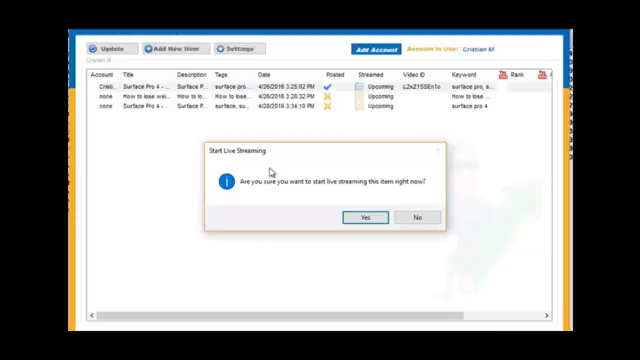 Update Add New Item Settings Add Account Account In Use: Cristian M
Account Title Description Tags Date Posted Streamed Video ID Keyword Rank
Cristi... Surface Pro 4 - ... Surface P... surface pro... 4/26/2016 3:25:02 PM Upcoming L2xZ1SSEn1o surface pro, s...
none How to lose wei... How to lo... How to lose... 4/26/2016 3:28:32 PM Upcoming How to lose...
none Surface Pro 4 - ... Surface P... surface, su... 4/28/2016 3:34:10 PM Upcoming surface pro 4
Start Live Streaming
Are you sure you want to start live streaming this item right now?
Yes No